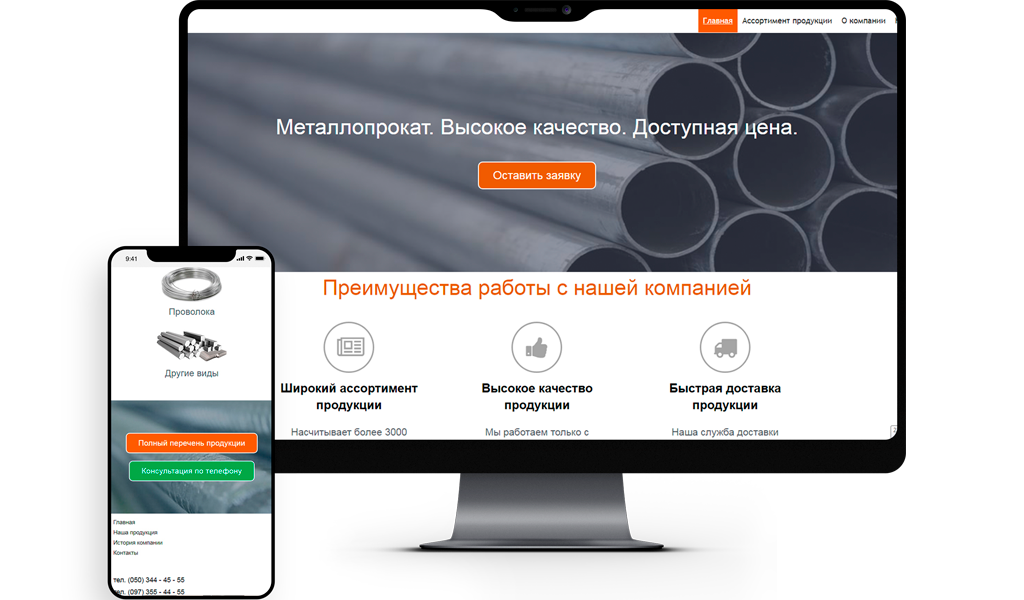 Главная Ассортимент продукции О компании
Металлопрокат. Высокое качество. Доступная цена.
Оставить заявку
Преимущества работы с нашей компанией
Широкий ассортимент продукции
Высокое качество продукции
Быстрая доставка продукции
Насчитывает более 3000
Мы работаем только с
Наша служба доставки
9:41
Проволока
Другие виды
Полный перечень продукции
Консультация по телефону
Главная
Наша продукция
История компании
Контакты
тел. (050) 344 - 45 - 55
тел. (097) 355 - 44 - 55